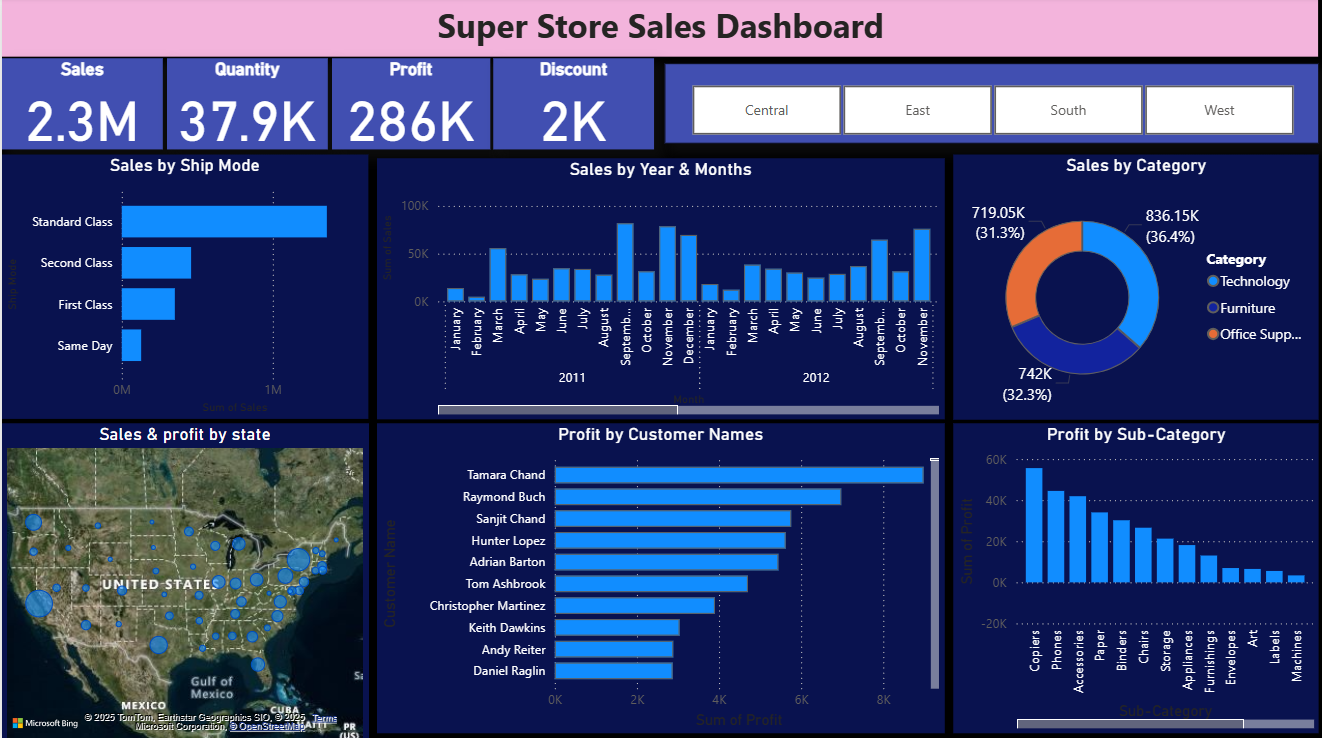 Super Store Sales Dashboard
Sales
2.3M
Quantity
37.9K
Profit
286K
Discount
2K
Central
East
South
West
Sales by Ship Mode
Ship Mode
Standard Class
Second Class
First Class
Same Day
0M
1M
Sum of Sales
Sales by Year & Months
Sum of Sales
100K
50K
0K
January
February
March
April
May
June
July
August
Septemb...
October
November
December
January
February
March
April
May
June
July
August
Septemb...
October
November
2011
2012
Month
Sales by Category
719.05K
(31.3%)
836.15K
(36.4%)
742K
(32.3%)
Category
Technology
Furniture
Office Supp...
Sales & profit by state
UNITED STATES
Gulf of
Mexico
MEXICO
CUBA
HAITI
PR
(US)
Sa
Microsoft Bing
© 2025 TomTom, Earthstar Geographics SIO, © 2025
Microsoft Corporation, © OpenStreetMap
Terms
Profit by Customer Names
Customer Name
Tamara Chand
Raymond Buch
Sanjit Chand
Hunter Lopez
Adrian Barton
Tom Ashbrook
Christopher Martinez
Keith Dawkins
Andy Reiter
Daniel Raglin
0K
2K
4K
6K
8K
Sum of Profit
Profit by Sub-Category
Sum of Profit
60K
40K
20K
0K
-20K
Copiers
Phones
Accessories
Paper
Binders
Chairs
Storage
Appliances
Furnishings
Envelopes
Art
Labels
Machines
Sub-Category